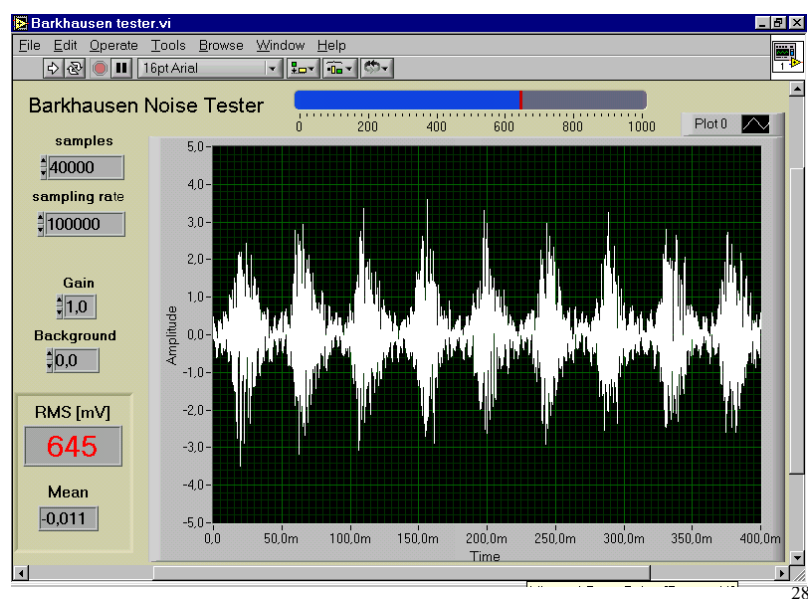 Barkhausen tester.vi
File Edit Operate Tools Browse Window Help
16pt Arial
1
Barkhausen Noise Tester
0 200 400 600 800 1000
Plot 0
samples
40000
sampling rate
100000
Gain
1,0
Background
0,0
RMS [mV]
645
Mean
-0,011
Amplitude
5,0
4,0
3,0
2,0
1,0
0,0
-1,0
-2,0
-3,0
-4,0
-5,0
0,0 50,0m 100,0m 150,0m 200,0m 250,0m 300,0m 350,0m 400,0m
Time
28